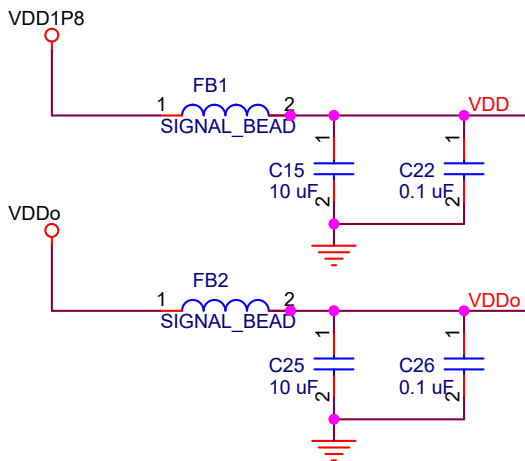 VDD1P8
FB1
1 2 VDD
SIGNAL_BEAD
1 1
C15 C22
10 uF 0.1 uF
2 2
VDDo
FB2
1 2 VDDo
SIGNAL_BEAD
1 1
C25 C26
10 uF 0.1 uF
2 2